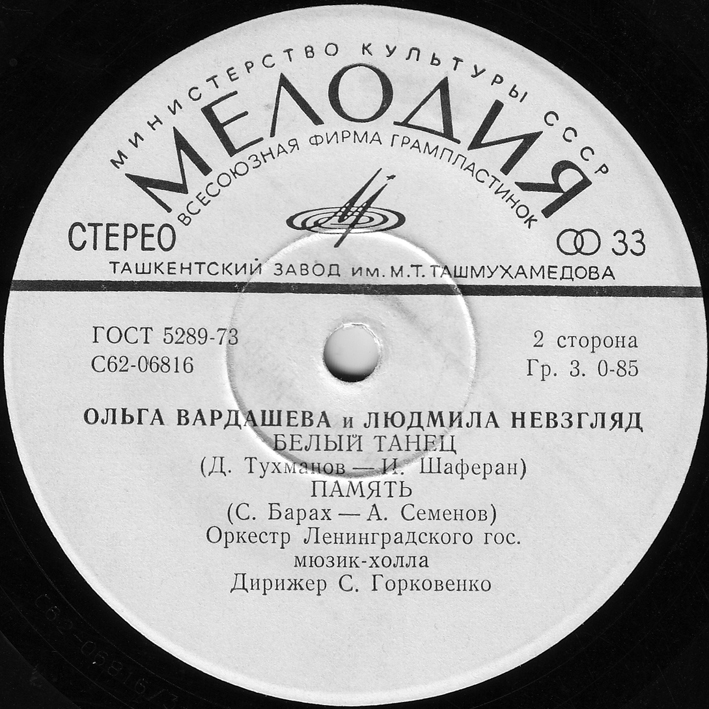 МИНИСТЕРСТВО КУЛЬТУРЫ СССР
МЕЛОДИЯ
ВСЕСОЮЗНАЯ ФИРМА ГРАМПЛАСТИНОК
СТЕРЕО
33
ТАШКЕНТСКИЙ ЗАВОД ИМ. М.Т. ТАШМУХАМЕДОВА
ГОСТ 5289-73
2 сторона
С62-06816
Гр. 3. 0-85
ОЛЬГА ВАРДАШЕВА и ЛЮДМИЛА НЕВЗГЛЯД
БЕЛЫЙ ТАНЕЦ
(Д. Тухманов — И. Шаферан)
ПАМЯТЬ
(С. Барах — А. Семенов)
Оркестр Ленинградского гос.
мюзик-холла
Дирижер С. Горковенко